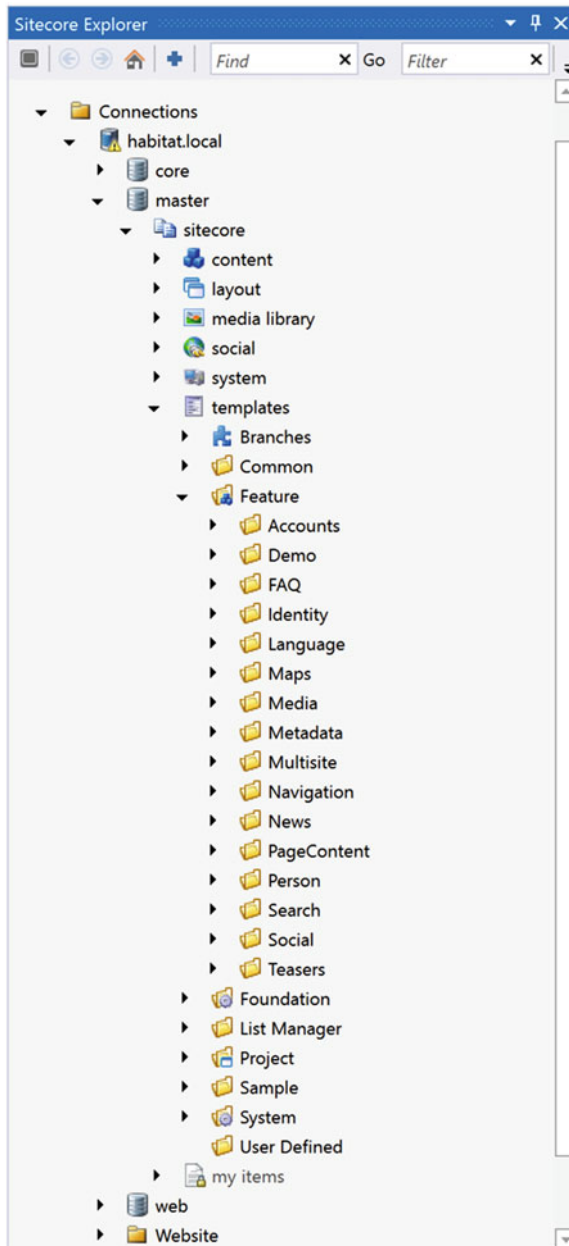 Sitecore Explorer
Find Go Filter
Connections
habitat.local
core
master
sitecore
content
layout
media library
social
system
templates
Branches
Common
Feature
Accounts
Demo
FAQ
Identity
Language
Maps
Media
Metadata
Multisite
Navigation
News
PageContent
Person
Search
Social
Teasers
Foundation
List Manager
Project
Sample
System
User Defined
my items
web
Website